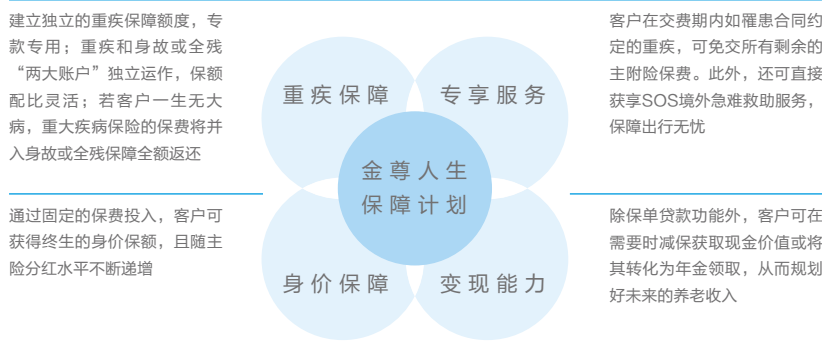 建立独立的重疾保障额度，专
款专用；重疾和身故或全残
“两大账户”独立运作，保额
配比灵活；若客户一生无大
病，重大疾病保险的保费将并
入身故或全残保障全额返还
重疾保障
专享服务
客户在交费期内如罹患合同约
定的重疾，可免交所有剩余的
主附险保费。此外，还可直接
获享SOS境外急难救助服务，
保障出行无忧
金尊人生
保障计划
通过固定的保费投入，客户可
获得终生的身价保额，且随主
险分红水平不断递增
身价保障
变现能力
除保单贷款功能外，客户可在
需要时减保获取现金价值或将
其转化为年金领取，从而规划
好未来的养老收入